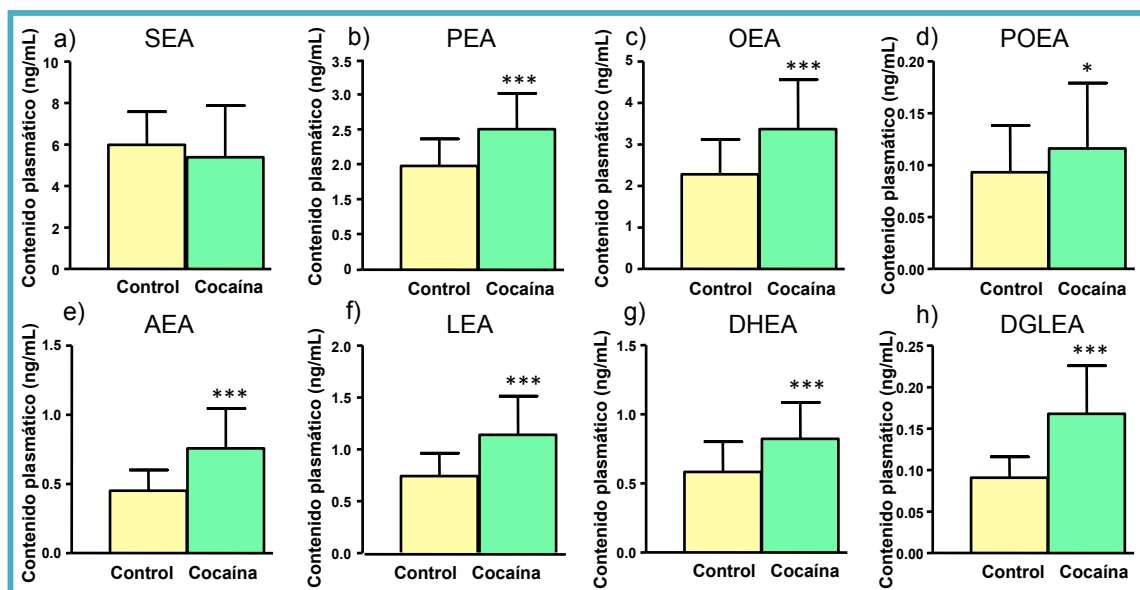 a) SEA
Contenido plasmático (ng/mL)
10
8
6
4
2
0
Control Cocaína
b) PEA
Contenido plasmático (ng/mL)
3.5
3.0
2.5
2.0
1.5
1.0
0.5
0
***
Control Cocaína
c) OEA
Contenido plasmático (ng/mL)
5
4
3
2
1
0
***
Control Cocaína
d) POEA
Contenido plasmático (ng/mL)
0.20
0.15
0.10
0.05
0.00
*
Control Cocaína
e) AEA
Contenido plasmático (ng/mL)
1.5
1.0
0.5
0.0
***
Control Cocaína
f) LEA
Contenido plasmático (ng/mL)
2.0
1.5
1.0
0.5
0.0
***
Control Cocaína
g) DHEA
Contenido plasmático (ng/mL)
1.5
1.0
0.5
0.0
***
Control Cocaína
h) DGLEA
Contenido plasmático (ng/mL)
0.25
0.20
0.15
0.10
0.05
0.00
***
Control Cocaína